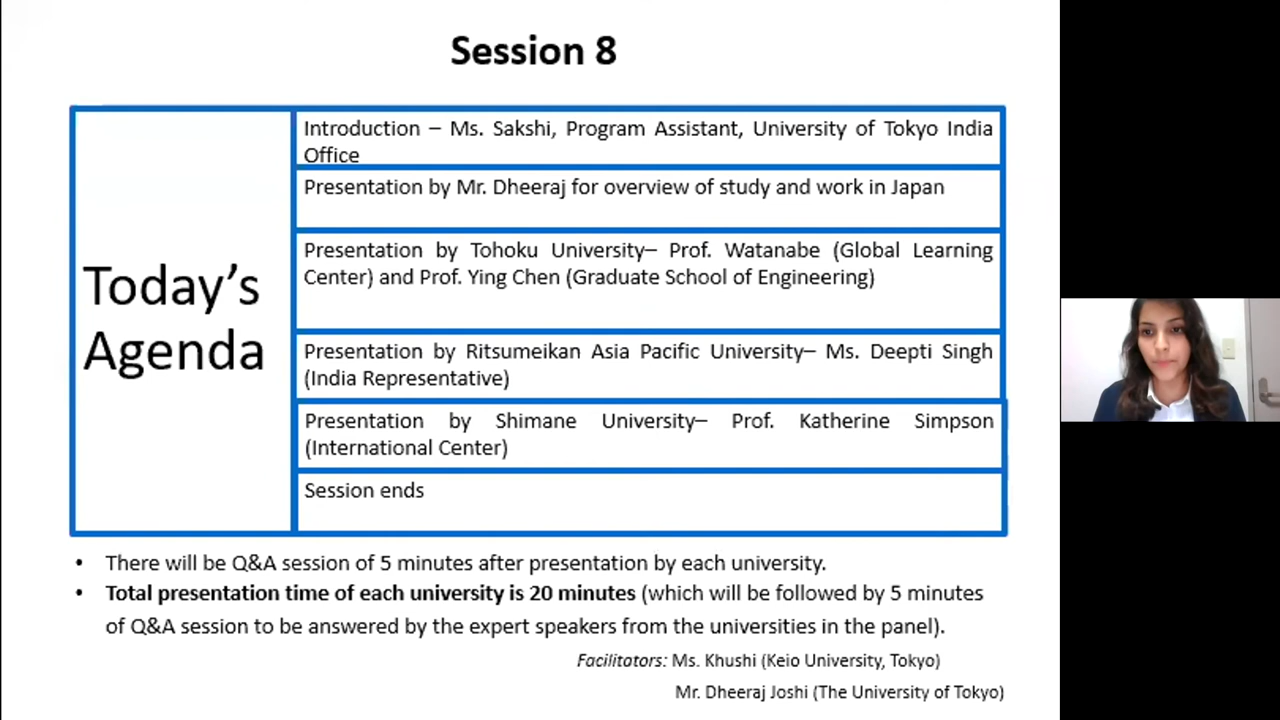 Session 8
Today's
Agenda
Introduction – Ms. Sakshi, Program Assistant, University of Tokyo India
Office
Presentation by Mr. Dheeraj for overview of study and work in Japan
Presentation by Tohoku University– Prof. Watanabe (Global Learning
Center) and Prof. Ying Chen (Graduate School of Engineering)
Presentation by Ritsumeikan Asia Pacific University– Ms. Deepti Singh
(India Representative)
Presentation by Shimane University– Prof. Katherine Simpson
(International Center)
Session ends
• There will be Q&A session of 5 minutes after presentation by each university.
• Total presentation time of each university is 20 minutes (which will be followed by 5 minutes
of Q&A session to be answered by the expert speakers from the universities in the panel).
Facilitators: Ms. Khushi (Keio University, Tokyo)
Mr. Dheeraj Joshi (The University of Tokyo)